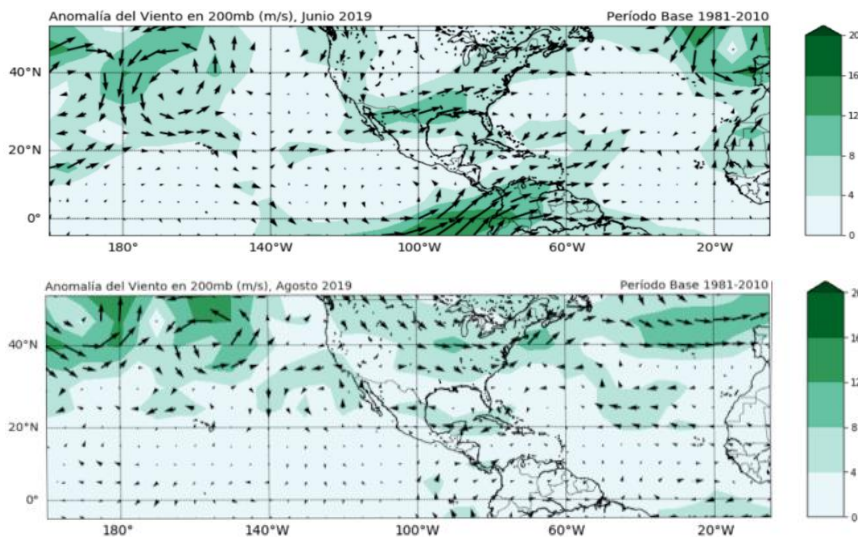 Anomalía del Viento en 200mb (m/s), Junio 2019 Período Base 1981-2010
40°N
20°N
0°
180° 140°W 100°W 60°W 20°W
20
16
12
8
4
0
Anomalía del Viento en 200mb (m/s), Agosto 2019 Período Base 1981-2010
40°N
20°N
0°
180° 140°W 100°W 60°W 20°W
20
16
12
8
4
0